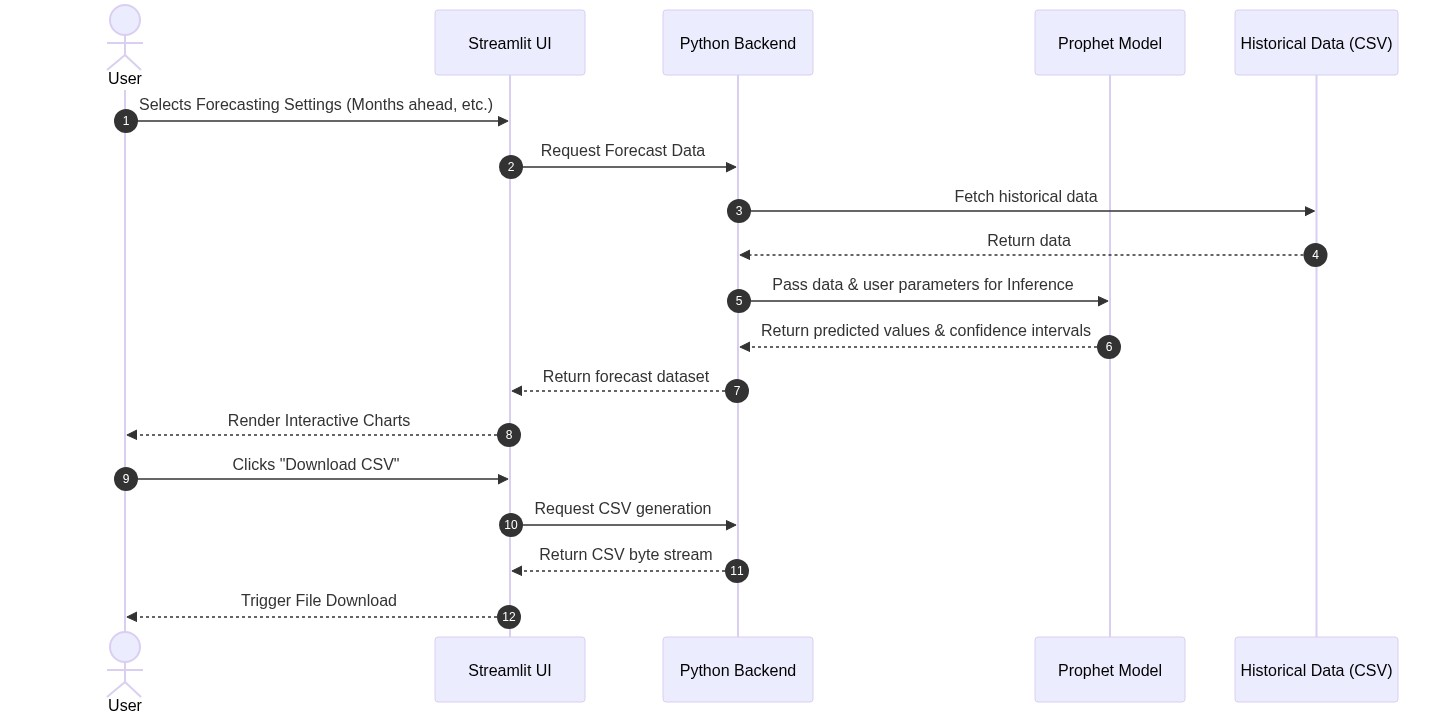 Streamlit UI
Python Backend
Prophet Model
Historical Data (CSV)
User
Selects Forecasting Settings (Months ahead, etc.)
1
Request Forecast Data
2
Fetch historical data
3
Return data
4
Pass data & user parameters for Inference
5
Return predicted values & confidence intervals
6
Return forecast dataset
7
Render Interactive Charts
8
Clicks "Download CSV"
9
Request CSV generation
10
Return CSV byte stream
11
Trigger File Download
12
Streamlit UI
Python Backend
Prophet Model
Historical Data (CSV)
User